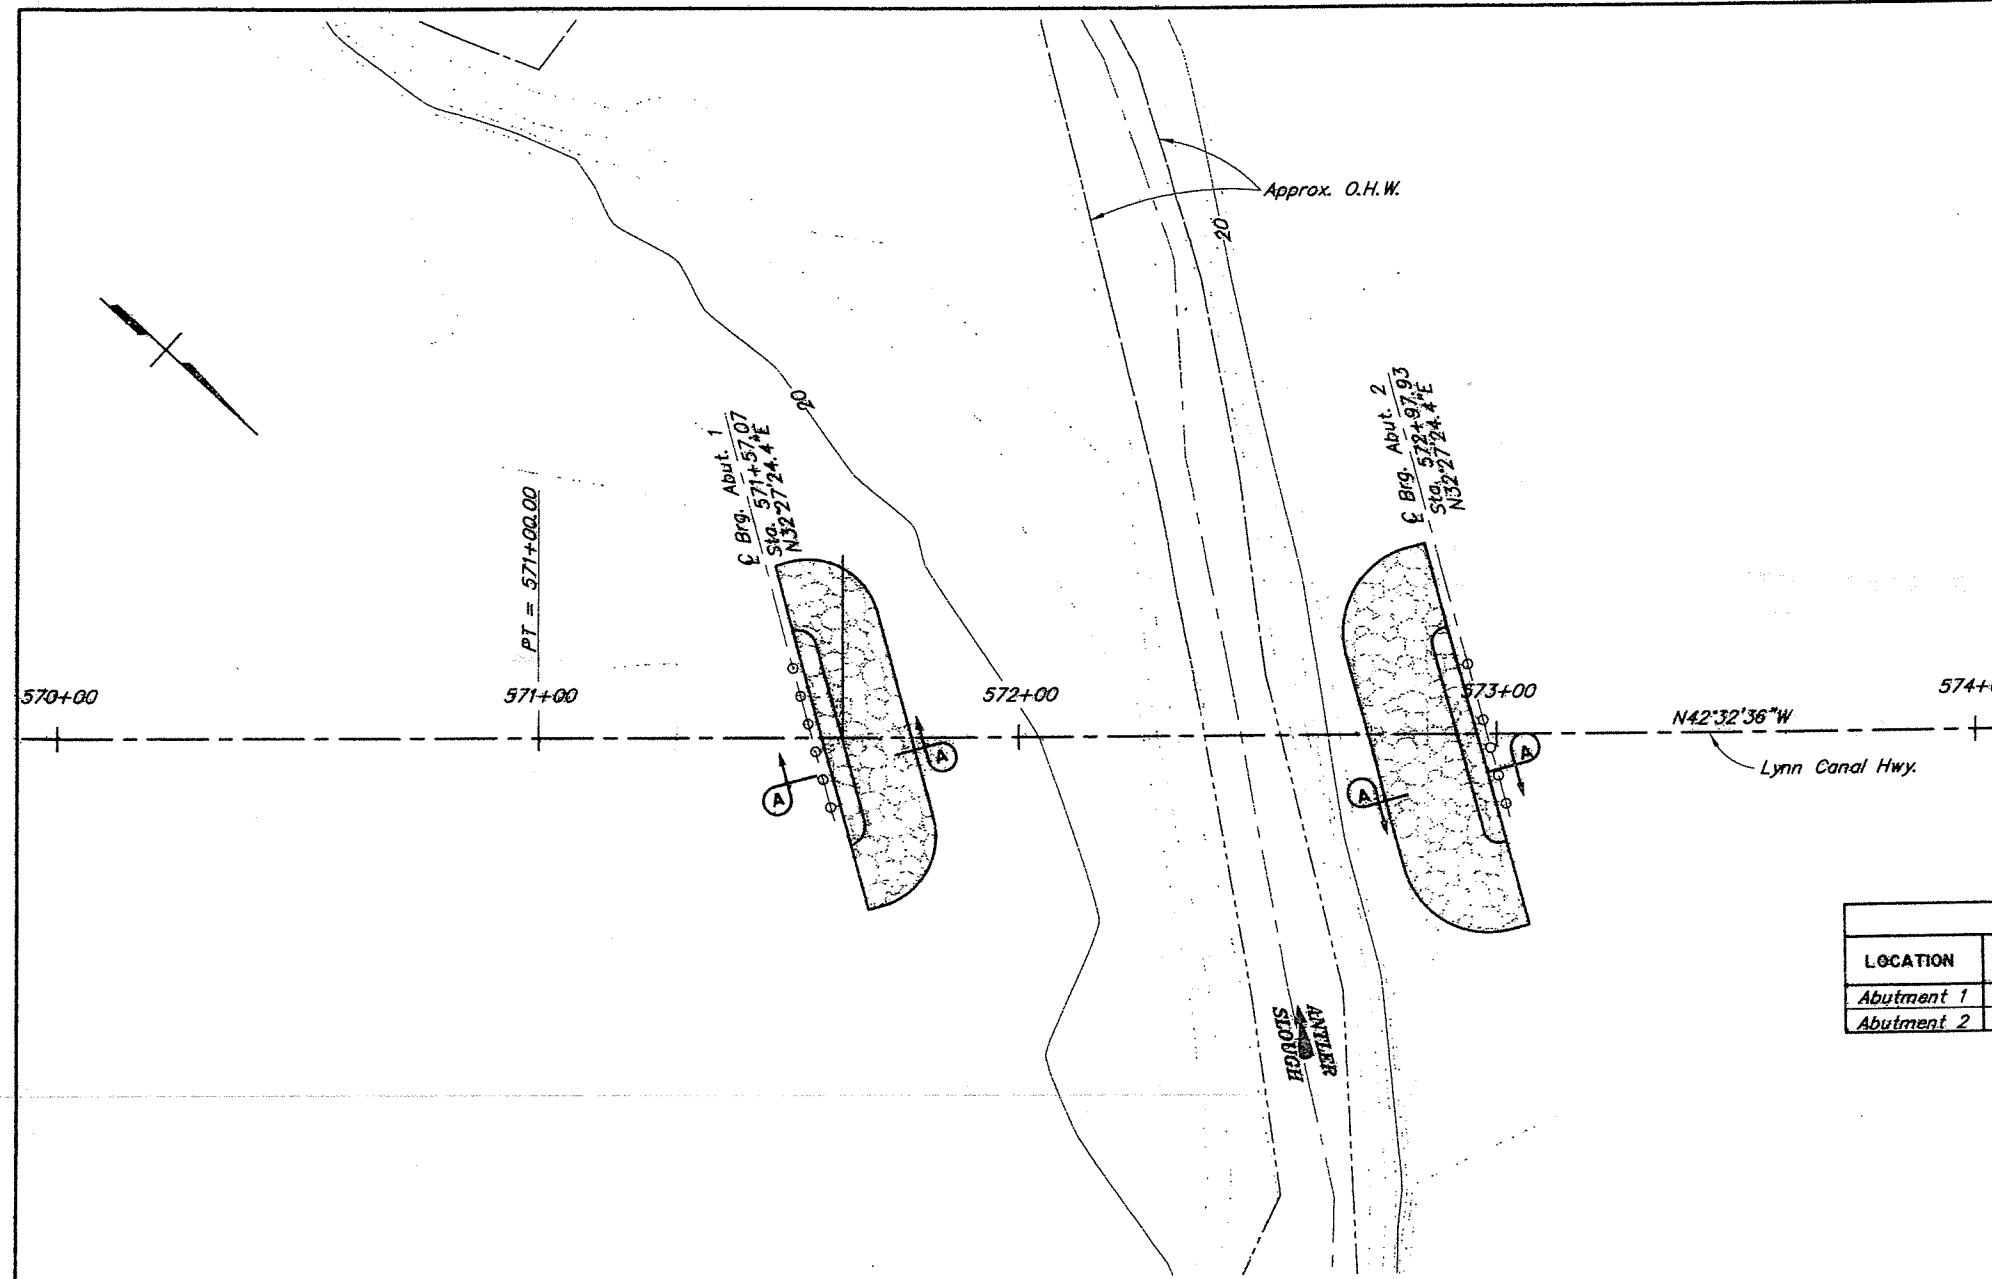 Approx. O.H.W.
20
20
℄ Brg. Abut. 1
Sta. 571+57.07
N32°27'24.4"E
℄ Brg. Abut. 2
Sta. 572+97.93
N32°27'24.4"E
PT = 571+00.00
570+00
571+00
572+00
573+00
574+
N42°32'36"W
Lynn Canal Hwy.
A
A
A
A
ANTLER
SLOUGH
LOCATION
Abutment 1
Abutment 2